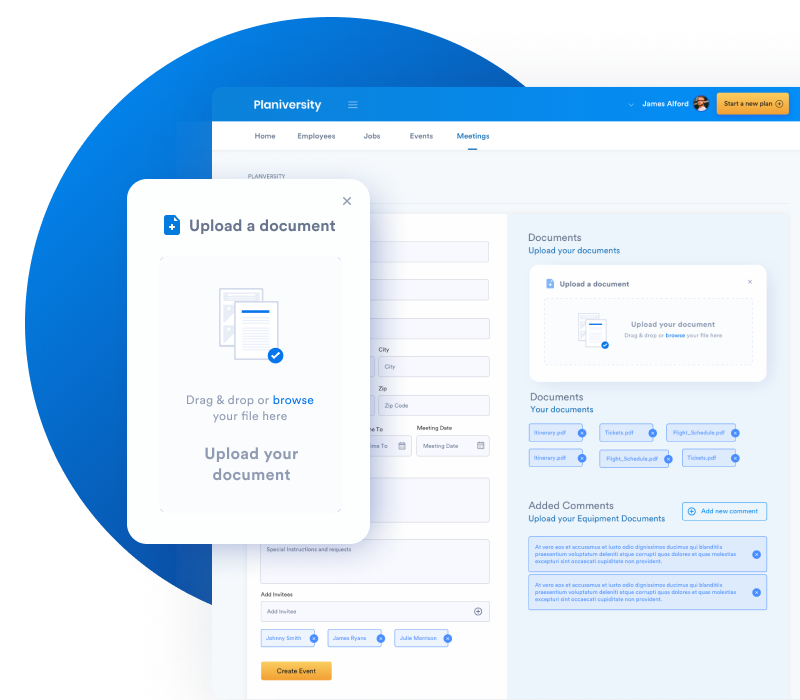 Planiversity
James Alford
Start a new plan
Home
Employees
Jobs
Events
Meetings
PLANVERSITY
Upload a document
Drag & drop or browse
your file here
Upload your
document
City
City
Zip
Zip Code
me To
Meeting Date
me To
Meeting Date
Special Instructions and requests
Add Invitees
Add Invitee
Johnny Smith
James Ryans
Julie Morrison
Create Event
Documents
Upload your documents
Upload a document
Upload your document
Drag & drop or browse your file here
Documents
Your documents
Itinerary.pdf
Tickets.pdf
Flight_Schedule.pdf
Itinerary.pdf
Flight_Schedule.pdf
Tickets.pdf
Added Comments
Upload your Equipment Documents
Add new comment
At vero eos et accusamus et iusto odio dignissimos ducimus qui blanditiis
praesentium voluptatum deleniti atque corrupti quos dolores et quas molestias
excepturi sint occaecati cupiditate non provident.
At vero eos et accusamus et iusto odio dignissimos ducimus qui blanditiis
praesentium voluptatum deleniti atque corrupti quos dolores et quas molestias
excepturi sint occaecati cupiditate non provident.